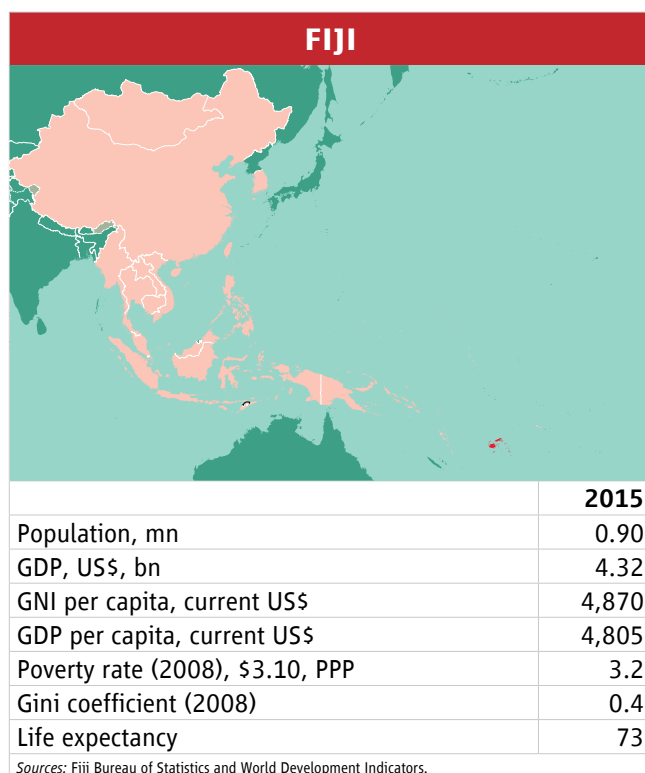 FIJI
2015
Population, mn 0.90
GDP, US$, bn 4.32
GNI per capita, current US$ 4,870
GDP per capita, current US$ 4,805
Poverty rate (2008), $3.10, PPP 3.2
Gini coefficient (2008) 0.4
Life expectancy 73
Sources: Fiji Bureau of Statistics and World Development Indicators.